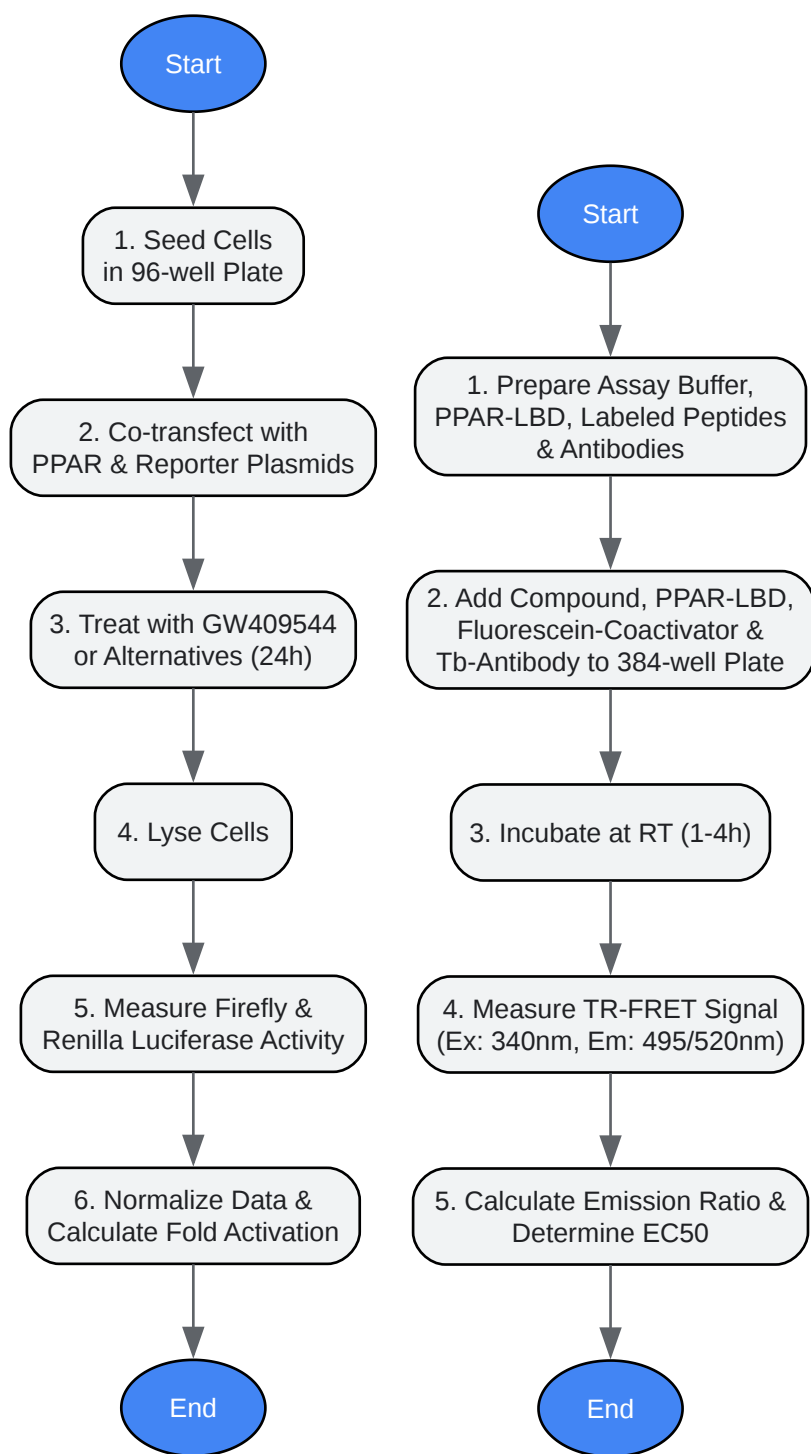 Start
1. Seed Cells
in 96-well Plate
2. Co-transfect with
PPAR & Reporter Plasmids
3. Treat with GW409544
or Alternatives (24h)
4. Lyse Cells
5. Measure Firefly &
Renilla Luciferase Activity
6. Normalize Data &
Calculate Fold Activation
End
Start
1. Prepare Assay Buffer,
PPAR-LBD, Labeled Peptides
& Antibodies
2. Add Compound, PPAR-LBD,
Fluorescein-Coactivator &
Tb-Antibody to 384-well Plate
3. Incubate at RT (1-4h)
4. Measure TR-FRET Signal
(Ex: 340nm, Em: 495/520nm)
5. Calculate Emission Ratio &
Determine EC50
End